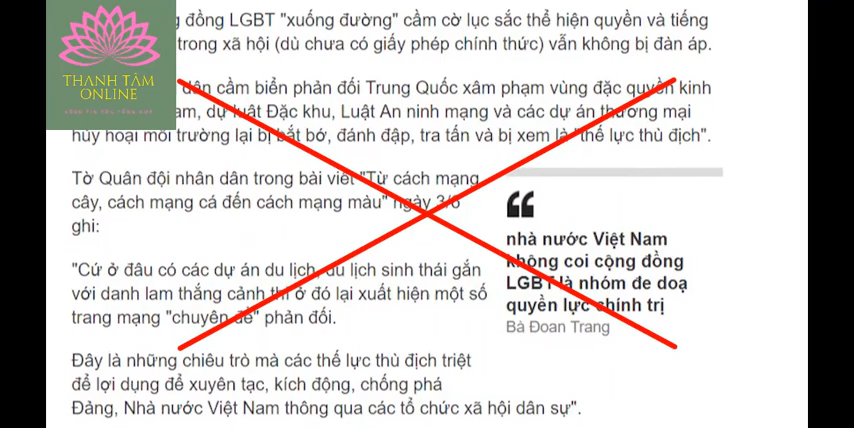 THANH TÂM
ONLINE
g đồng LGBT "xuống đường" cầm cờ lục sắc thể hiện quyền và tiếng
trong xã hội (dù chưa có giấy phép chính thức) vẫn không bị đàn áp.
dân cầm biển phản đối Trung Quốc xâm phạm vùng đặc quyền kinh
am, dự luật Đặc khu, Luật An ninh mạng và các dự án thương mại
hủy hoại môi trường lại bị bắt bớ, đánh đập, tra tấn và bị xem là "thế lực thù địch".
Tờ Quân đội nhân dân trong bài viết "Từ cách mạng
cây, cách mạng cá đến cách mạng màu" ngày 3/6
ghi:
"Cứ ở đâu có các dự án du lịch, du lịch sinh thái gắn
với danh lam thắng cảnh thì ở đó lại xuất hiện một số
trang mạng "chuyên đề" phản đối.
Đây là những chiêu trò mà các thế lực thù địch triệt
để lợi dụng để xuyên tạc, kích động, chống phá
Đảng, Nhà nước Việt Nam thông qua các tổ chức xã hội dân sự".
nhà nước Việt Nam
không coi cộng đồng
LGBT là nhóm đe doạ
quyền lực chính trị
Bà Đoan Trang